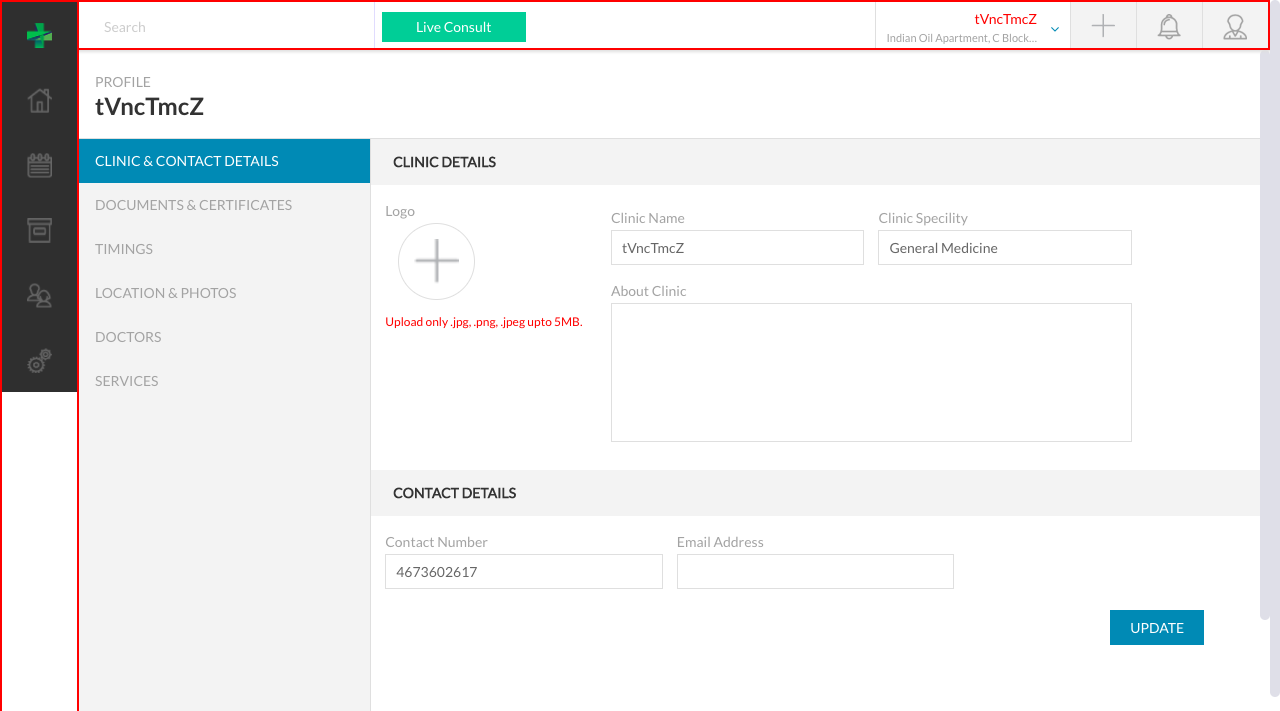 Search
Live Consult
tVncTmcZ
Indian Oil Apartment, C Block...
PROFILE
tVncTmcZ
CLINIC & CONTACT DETAILS
DOCUMENTS & CERTIFICATES
TIMINGS
LOCATION & PHOTOS
DOCTORS
SERVICES
CLINIC DETAILS
Logo
Upload only .jpg, .png, .jpeg upto 5MB.
Clinic Name
Clinic Specility
tVncTmcZ
General Medicine
About Clinic
CONTACT DETAILS
Contact Number
Email Address
4673602617
UPDATE